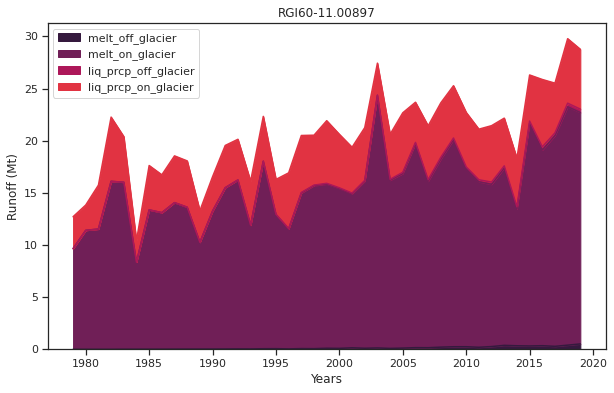 RGI60-11.00897
melt_off_glacier
melt_on_glacier
liq_prcp_off_glacier
liq_prcp_on_glacier
Runoff (Mt)
30
25
20
15
10
5
0
1980 1985 1990 1995 2000 2005 2010 2015 2020
Years